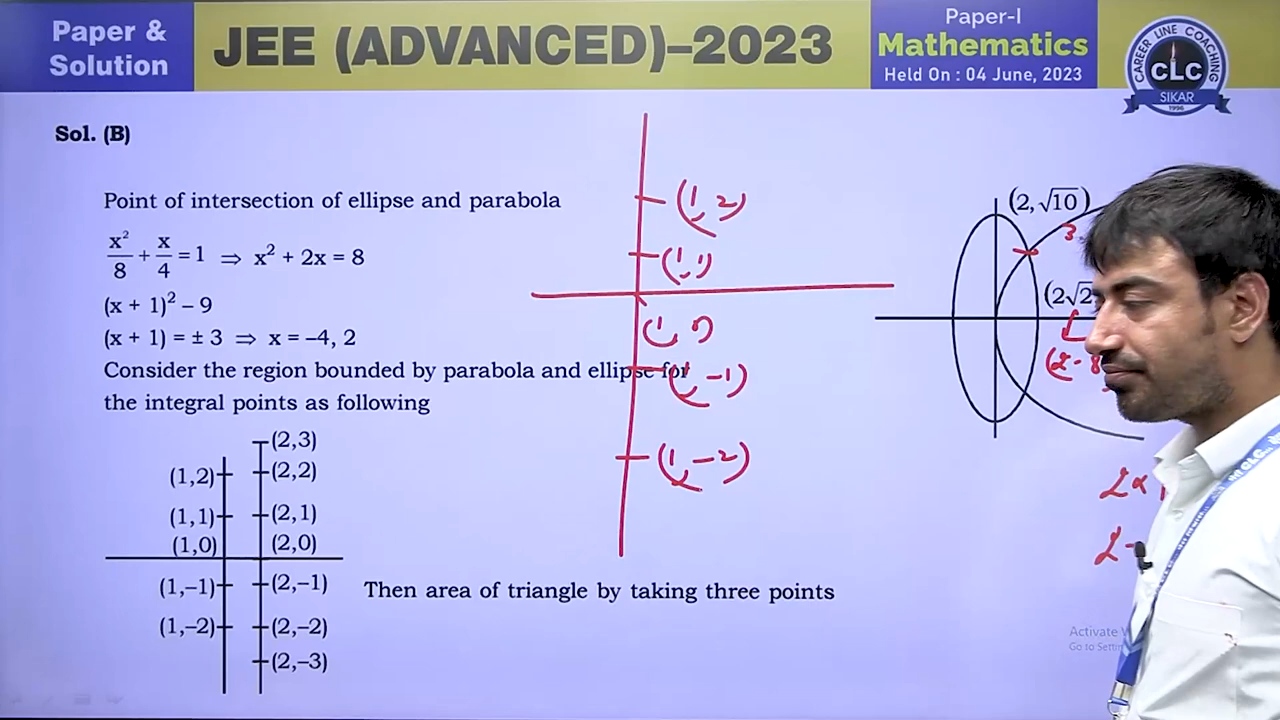 Paper &
Solution
JEE (ADVANCED)–2023
Paper-I
Mathematics
Held On : 04 June, 2023
CAREER LINE COACHING
CLC
SIKAR
1996
Sol. (B)
Point of intersection of ellipse and parabola
x²/8 + x/4 = 1 ⇒ x² + 2x = 8
(x + 1)² – 9
(x + 1) = ± 3 ⇒ x = –4, 2
Consider the region bounded by parabola and ellipse for
the integral points as following
(2,3)
(1,2) (2,2)
(1,1) (2,1)
(1,0) (2,0)
(1,–1) (2,–1)
(1,–2) (2,–2)
(2,–3)
Then area of triangle by taking three points
(1, 2)
(1, 1)
(1, –1)
(1, –2)
(2, √10)
3.
(2√2
Activate
Go to